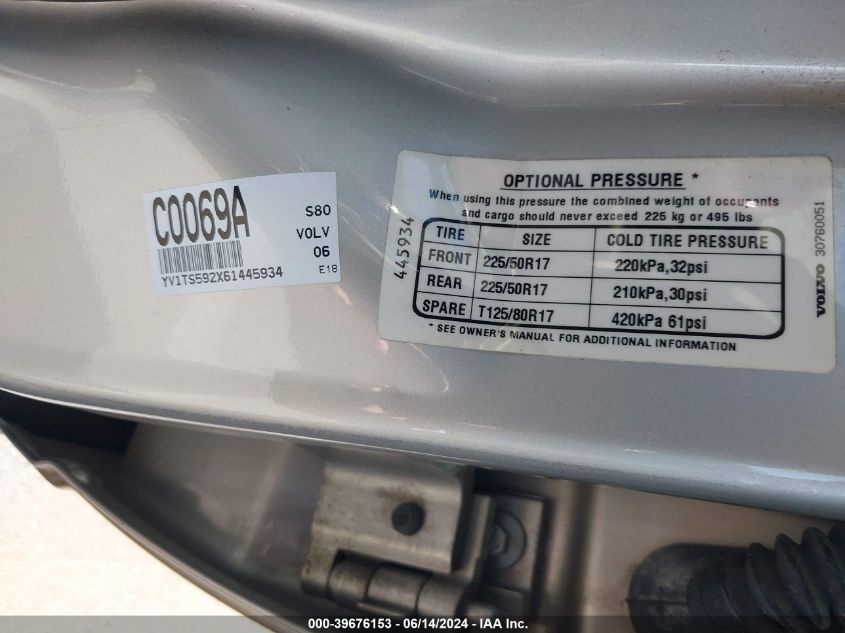 C0069A
S80
VOLV
06
YV1TS592X61445934
E18
OPTIONAL PRESSURE *
When using this pressure the combined weight of occupants
and cargo should never exceed 225 kg or 495 lbs
TIRE SIZE COLD TIRE PRESSURE
FRONT 225/50R17 220kPa,32psi
REAR 225/50R17 210kPa,30psi
SPARE T125/80R17 420kPa 61psi
* SEE OWNER'S MANUAL FOR ADDITIONAL INFORMATION
445934
VOLVO 30760051
000-39676153 - 06/14/2024 - IAA Inc.